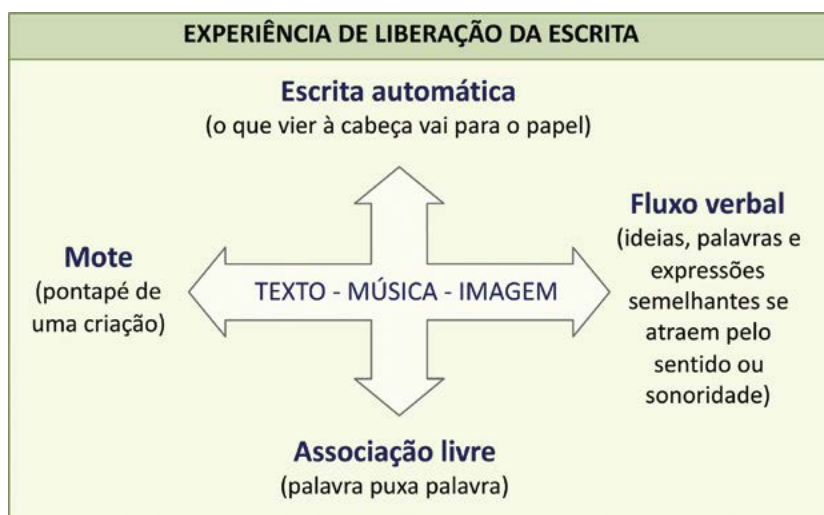 EXPERIÊNCIA DE LIBERAÇÃO DA ESCRITA
Escrita automática
(o que vier à cabeça vai para o papel)
Mote
(pontapé de
uma criação)
TEXTO - MÚSICA - IMAGEM
Fluxo verbal
(ideias, palavras e
expressões
semelhantes se
atraem pelo
sentido ou
sonoridade)
Associação livre
(palavra puxa palavra)